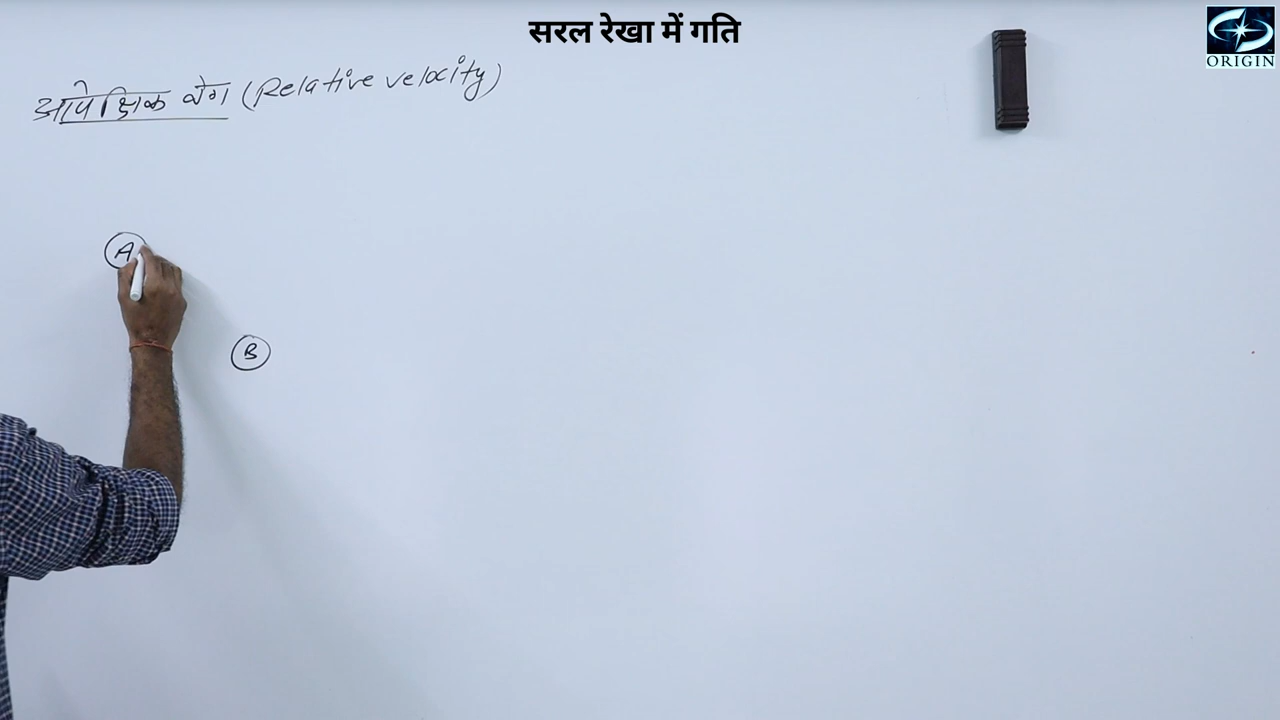 सरल रेखा में गति
ORIGIN
आपेक्षिक वेग (Relative velocity)
A
B